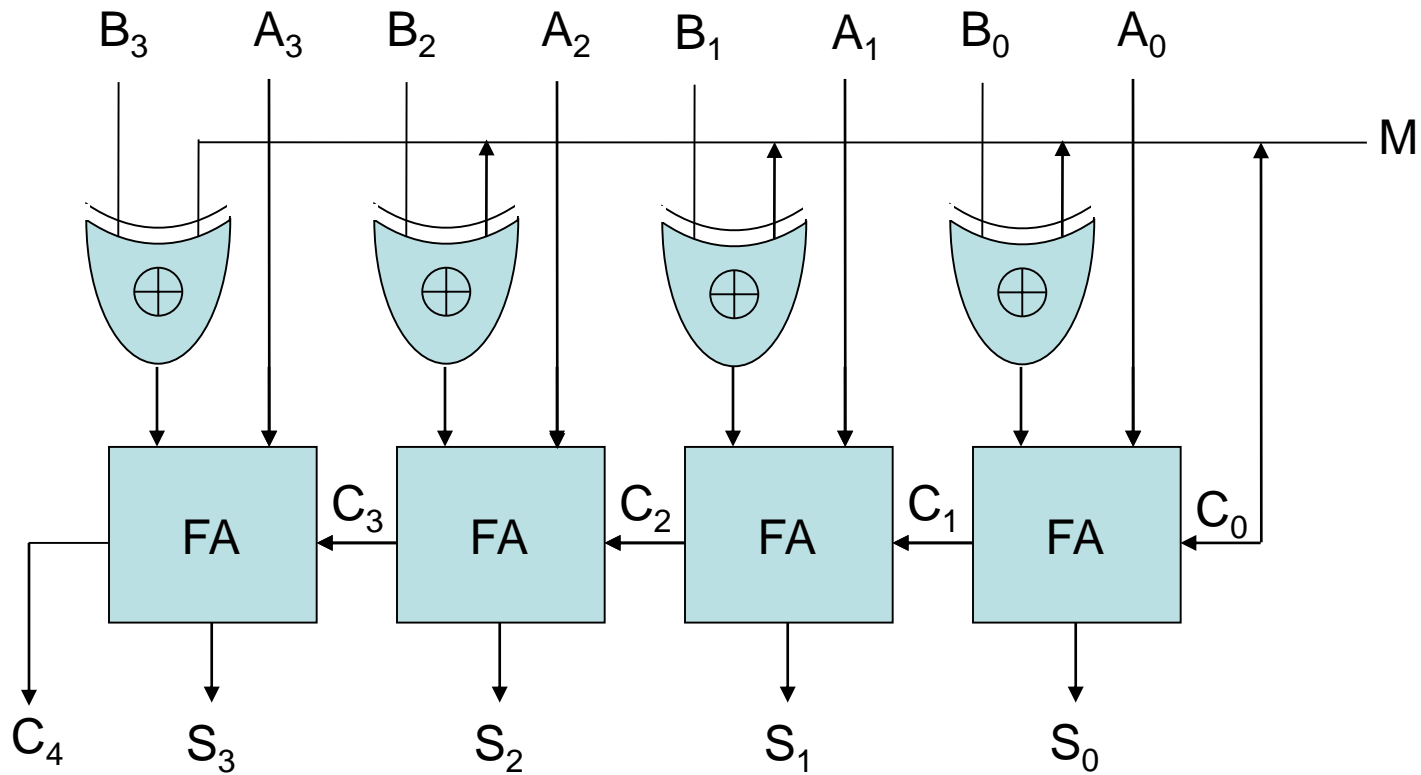 B₃ A₃ B₂ A₂ B₁ A₁ B₀ A₀
M
C₃ C₂ C₁ C₀
FA FA FA FA
C₄ S₃ S₂ S₁ S₀